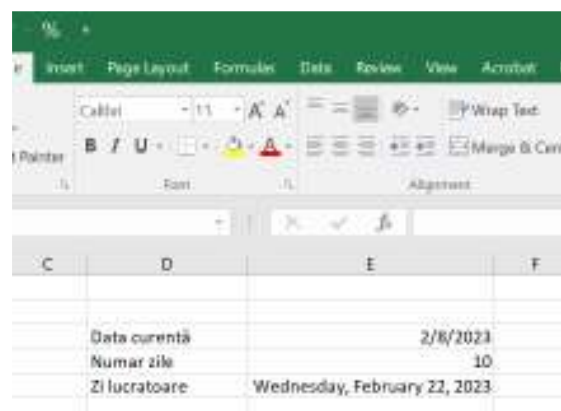 %
Insert Page Layout Formulas Data Review View Acrobat
Calibri 11 A A Wrap Text
Painter B I U A Merge & Cen
Font Alignment
fx
C D E F
Data curentă 2/8/2023
Numar zile 10
Zi lucratoare Wednesday, February 22, 2023